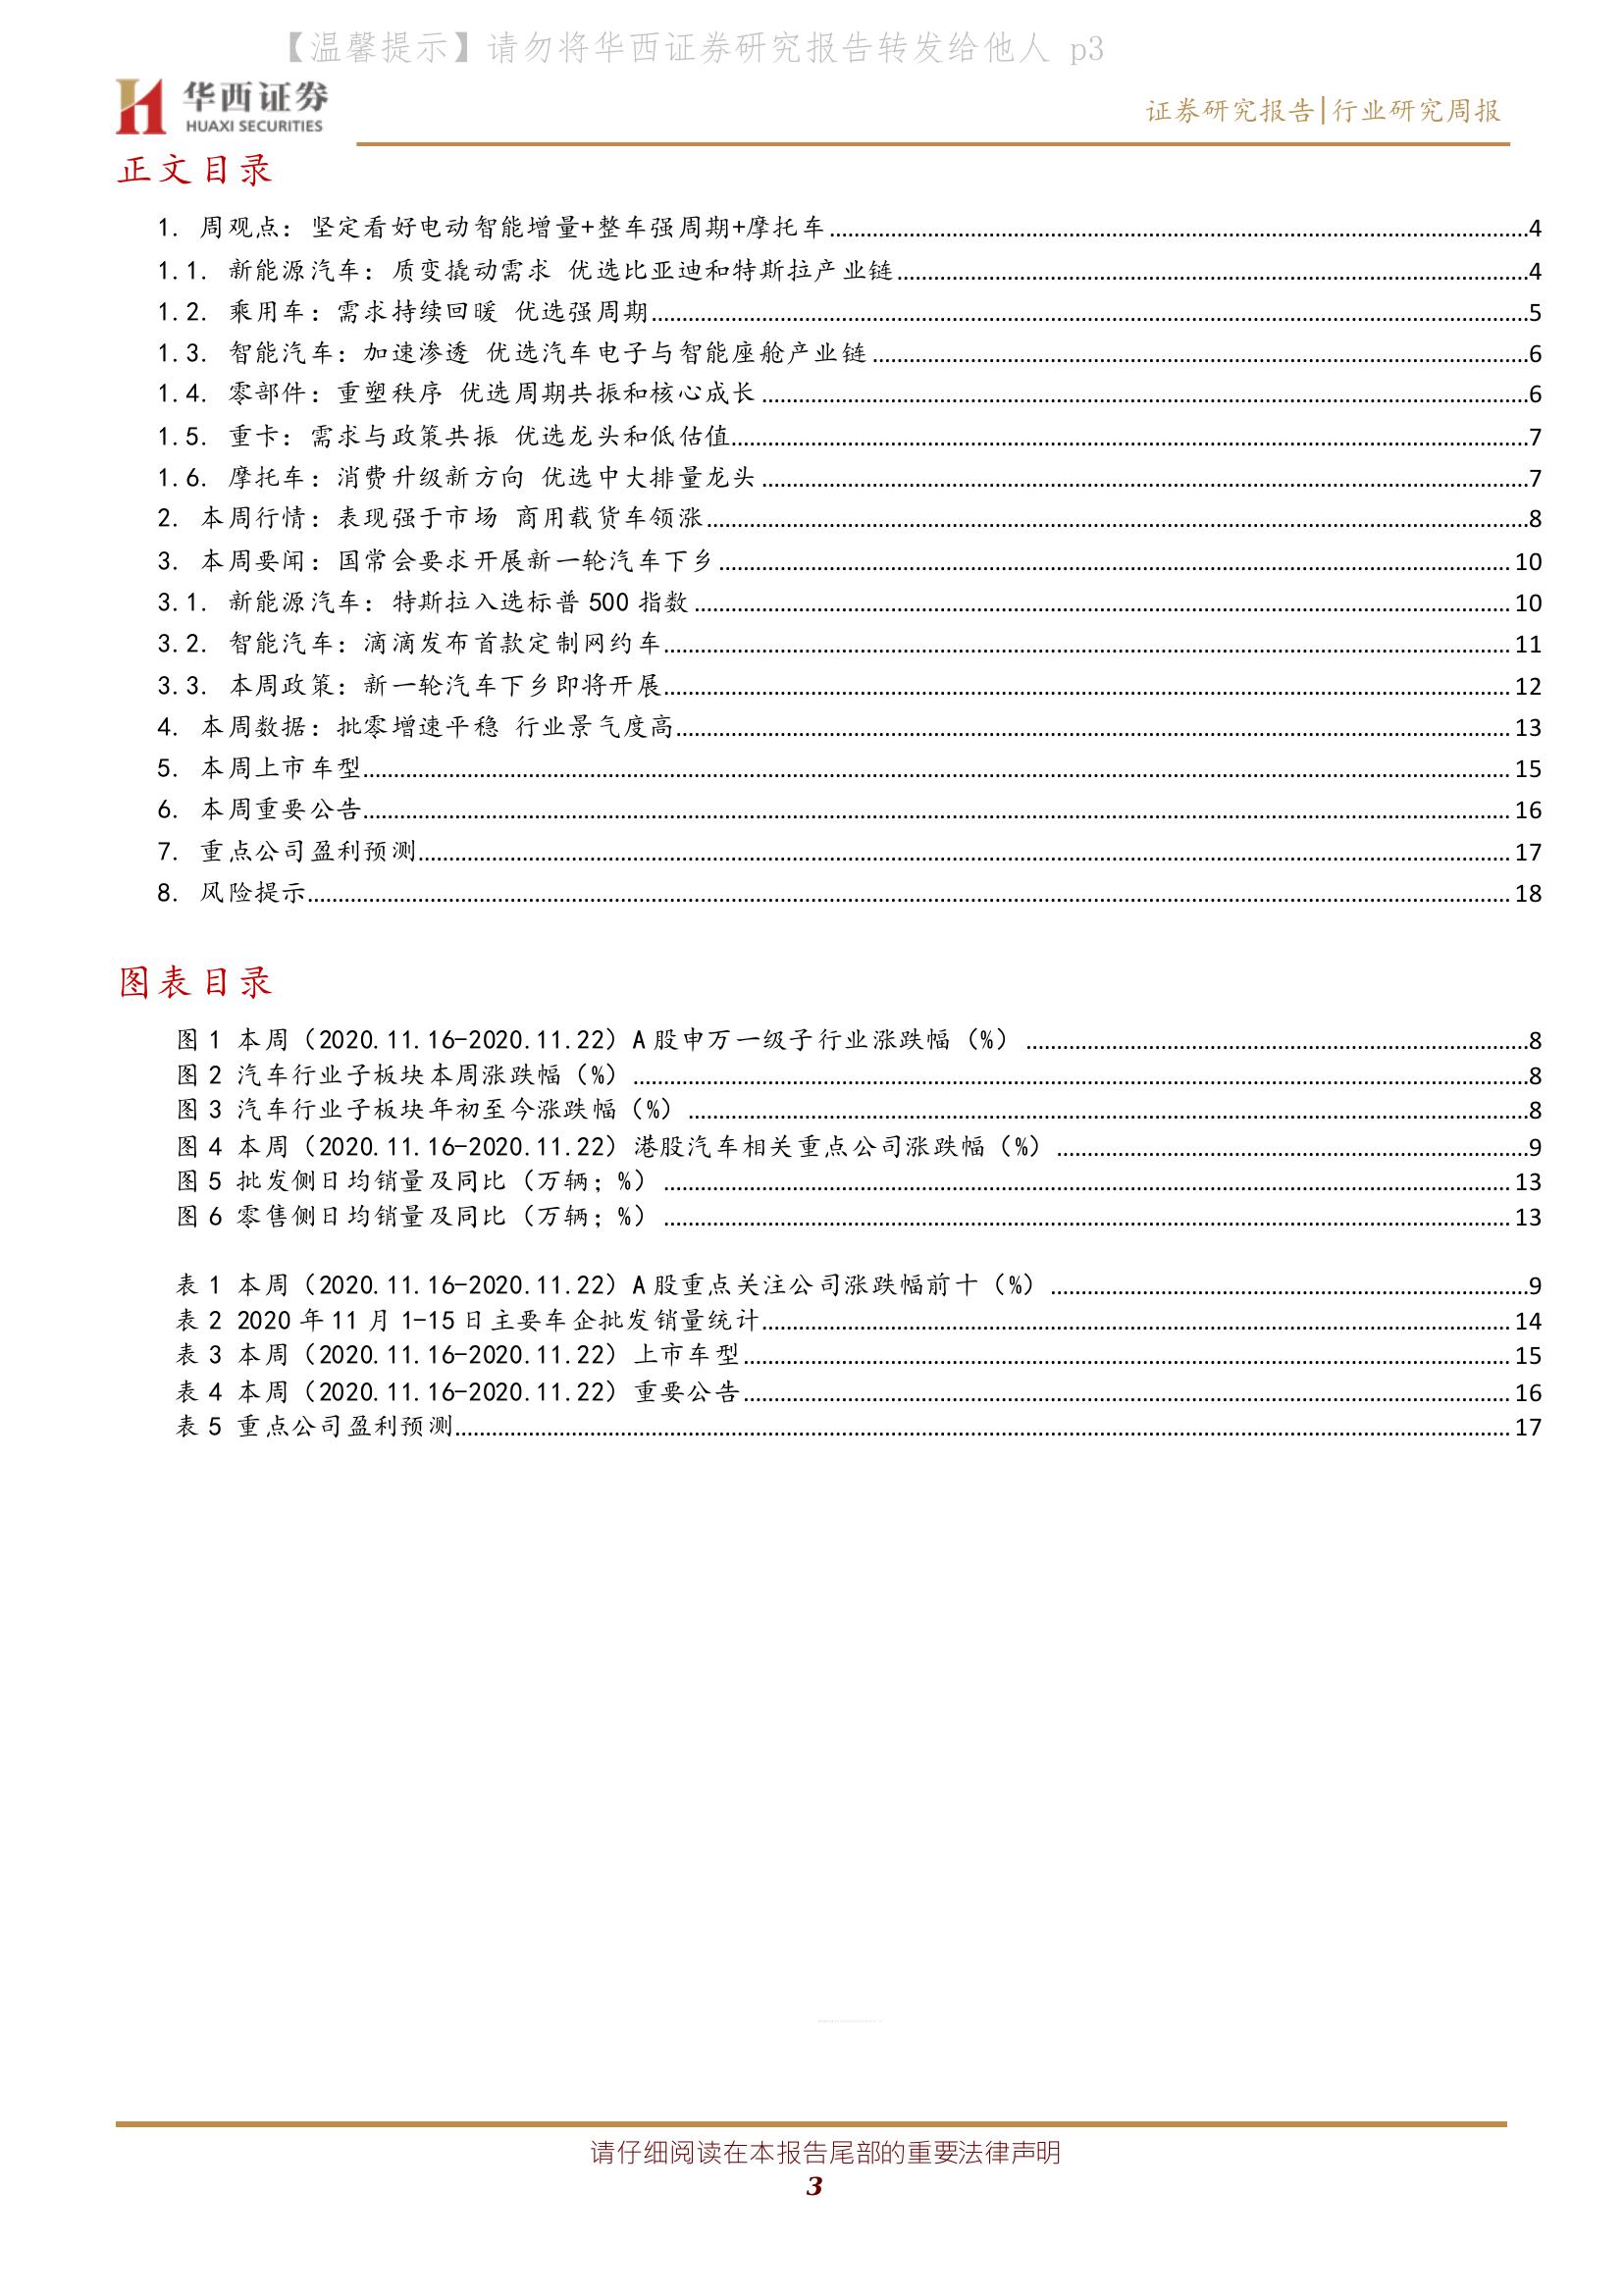 【温馨提示】请勿将华西证券研究报告转发给他人 p3
华西证券
HUAXI SECURITIES
证券研究报告|行业研究周报
正文目录
1. 周观点：坚定看好电动智能增量+整车强周期+摩托车........4
1.1. 新能源汽车：质变撬动需求 优选比亚迪和特斯拉产业链........4
1.2. 乘用车：需求持续回暖 优选强周期........5
1.3. 智能汽车：加速渗透 优选汽车电子与智能座舱产业链........6
1.4. 零部件：重塑秩序 优选周期共振和核心成长........6
1.5. 重卡：需求与政策共振 优选龙头和低估值........7
1.6. 摩托车：消费升级新方向 优选中大排量龙头........7
2. 本周行情：表现强于市场 商用载货车领涨........8
3. 本周要闻：国常会要求开展新一轮汽车下乡........10
3.1. 新能源汽车：特斯拉入选标普 500 指数........10
3.2. 智能汽车：滴滴发布首款定制网约车........11
3.3. 本周政策：新一轮汽车下乡即将开展........12
4. 本周数据：批零增速平稳 行业景气度高........13
5. 本周上市车型........15
6. 本周重要公告........16
7. 重点公司盈利预测........17
8. 风险提示........18
图表目录
图 1 本周（2020.11.16-2020.11.22）A 股申万一级子行业涨跌幅（%）........8
图 2 汽车行业子板块本周涨跌幅（%）........8
图 3 汽车行业子板块年初至今涨跌幅（%）........8
图 4 本周（2020.11.16-2020.11.22）港股汽车相关重点公司涨跌幅（%）........9
图 5 批发侧日均销量及同比（万辆；%）........13
图 6 零售侧日均销量及同比（万辆；%）........13
表 1 本周（2020.11.16-2020.11.22）A 股重点关注公司涨跌幅前十（%）........9
表 2 2020 年 11 月 1-15 日主要车企批发销量统计........14
表 3 本周（2020.11.16-2020.11.22）上市车型........15
表 4 本周（2020.11.16-2020.11.22）重要公告........16
表 5 重点公司盈利预测........17
请仔细阅读在本报告尾部的重要法律声明
3